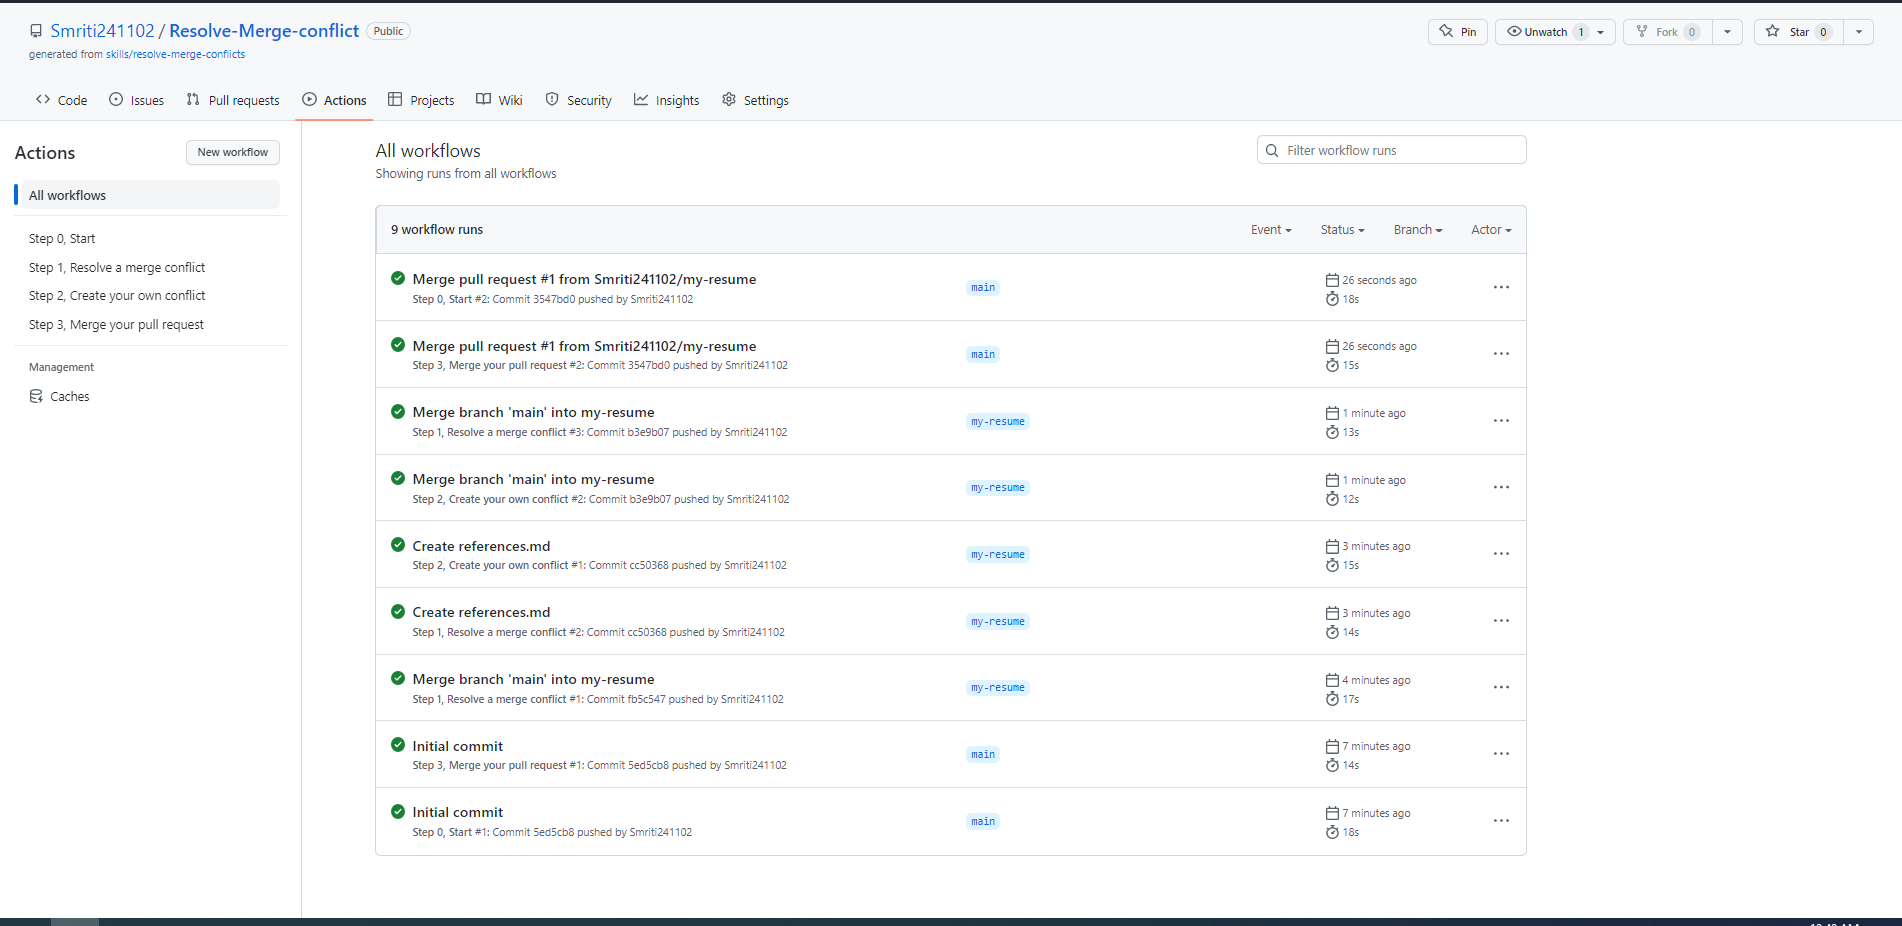 Smriti241102 / Resolve-Merge-conflict Public
Pin Unwatch 1 Fork 0 Star 0
generated from skills/resolve-merge-conflicts
Code Issues Pull requests Actions Projects Wiki Security Insights Settings
Actions
New workflow
All workflows
Step 0, Start
Step 1, Resolve a merge conflict
Step 2, Create your own conflict
Step 3, Merge your pull request
Management
Caches
All workflows
Showing runs from all workflows
Filter workflow runs
9 workflow runs
Event Status Branch Actor
Merge pull request #1 from Smriti241102/my-resume
Step 0, Start #2: Commit 3547bd0 pushed by Smriti241102
main
26 seconds ago
18s
Merge pull request #1 from Smriti241102/my-resume
Step 3, Merge your pull request #2: Commit 3547bd0 pushed by Smriti241102
main
26 seconds ago
15s
Merge branch 'main' into my-resume
Step 1, Resolve a merge conflict #3: Commit b3e9b07 pushed by Smriti241102
my-resume
1 minute ago
13s
Merge branch 'main' into my-resume
Step 2, Create your own conflict #2: Commit b3e9b07 pushed by Smriti241102
my-resume
1 minute ago
12s
Create references.md
Step 2, Create your own conflict #1: Commit cc50368 pushed by Smriti241102
my-resume
3 minutes ago
15s
Create references.md
Step 1, Resolve a merge conflict #2: Commit cc50368 pushed by Smriti241102
my-resume
3 minutes ago
14s
Merge branch 'main' into my-resume
Step 1, Resolve a merge conflict #1: Commit fb5c547 pushed by Smriti241102
my-resume
4 minutes ago
17s
Initial commit
Step 3, Merge your pull request #1: Commit 5ed5cb8 pushed by Smriti241102
main
7 minutes ago
14s
Initial commit
Step 0, Start #1: Commit 5ed5cb8 pushed by Smriti241102
main
7 minutes ago
18s